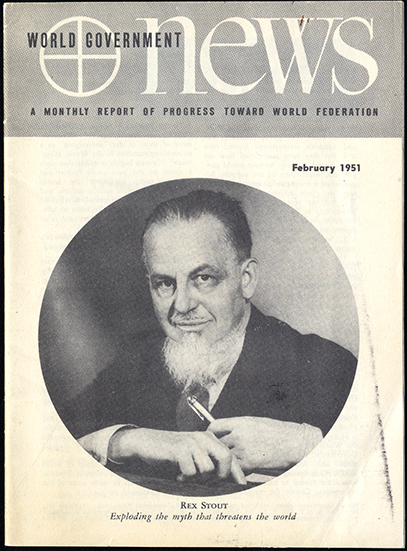 WORLD GOVERNMENT news
A MONTHLY REPORT OF PROGRESS TOWARD WORLD FEDERATION
February 1951
REX STOUT
Exploding the myth that threatens the world